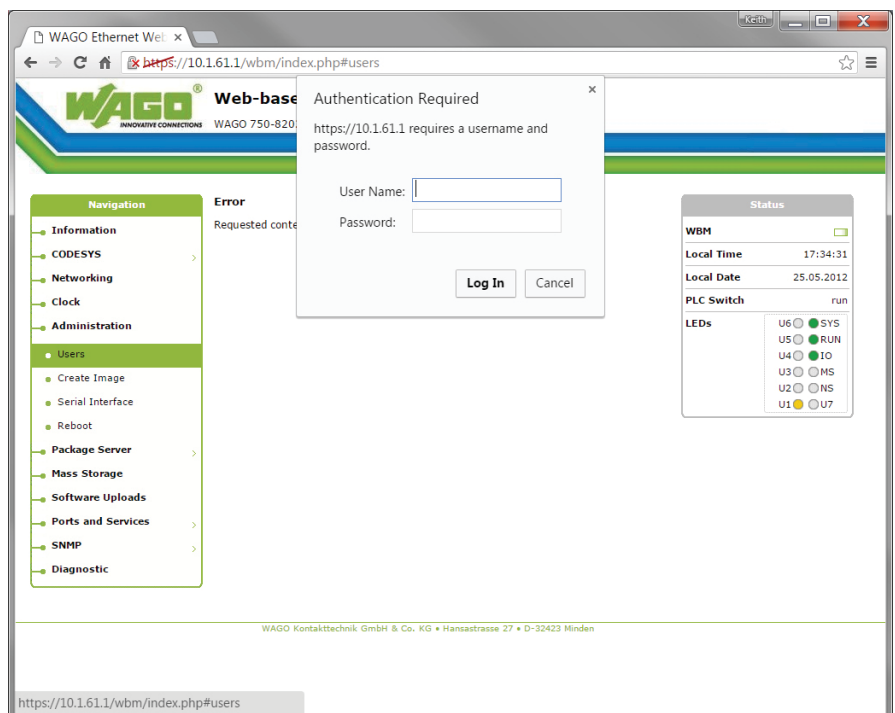 Keith
WAGO Ethernet Web
https://10.1.61.1/wbm/index.php#users
WAGO®
INNOVATIVE CONNECTIONS
Web-base
WAGO 750-820
Authentication Required
×
https://10.1.61.1 requires a username and
password.
User Name:
Password:
Log In
Cancel
Navigation
Information
CODESYS
Networking
Clock
Administration
Users
Create Image
Serial Interface
Reboot
Package Server
Mass Storage
Software Uploads
Ports and Services
SNMP
Diagnostic
Error
Requested conte
Status
WBM
Local Time 17:34:31
Local Date 25.05.2012
PLC Switch run
LEDs U6 SYS
U5 RUN
U4 IO
U3 MS
U2 NS
U1 U7
WAGO Kontakttechnik GmbH & Co. KG • Hansastrasse 27 • D-32423 Minden
https://10.1.61.1/wbm/index.php#users